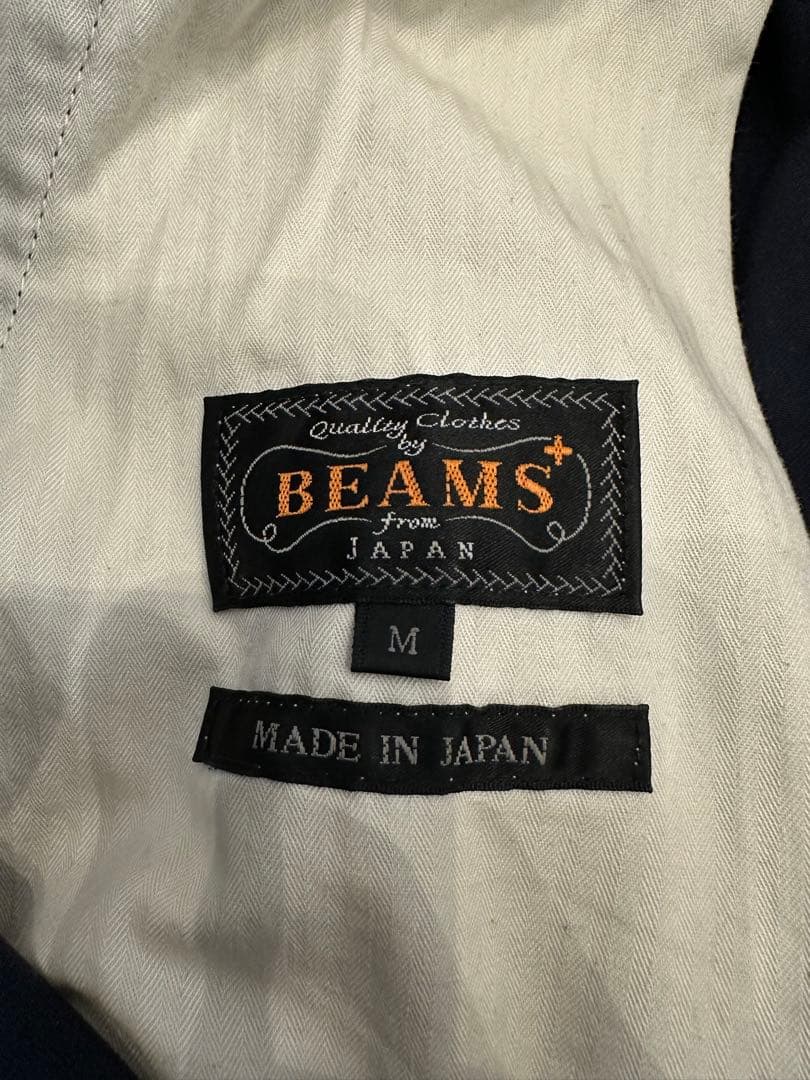 Quality Clothes
by
BEAMS+
from
JAPAN
M
MADE IN JAPAN